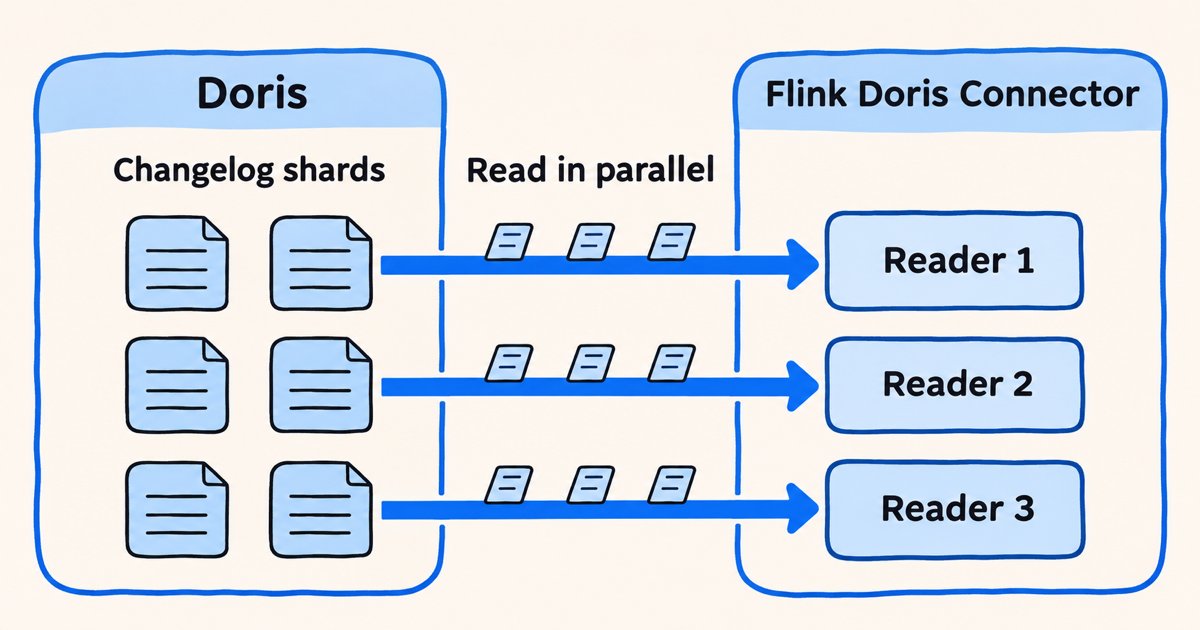 Doris
Flink Doris Connector
Changelog shards
Read in parallel
Reader 1
Reader 2
Reader 3